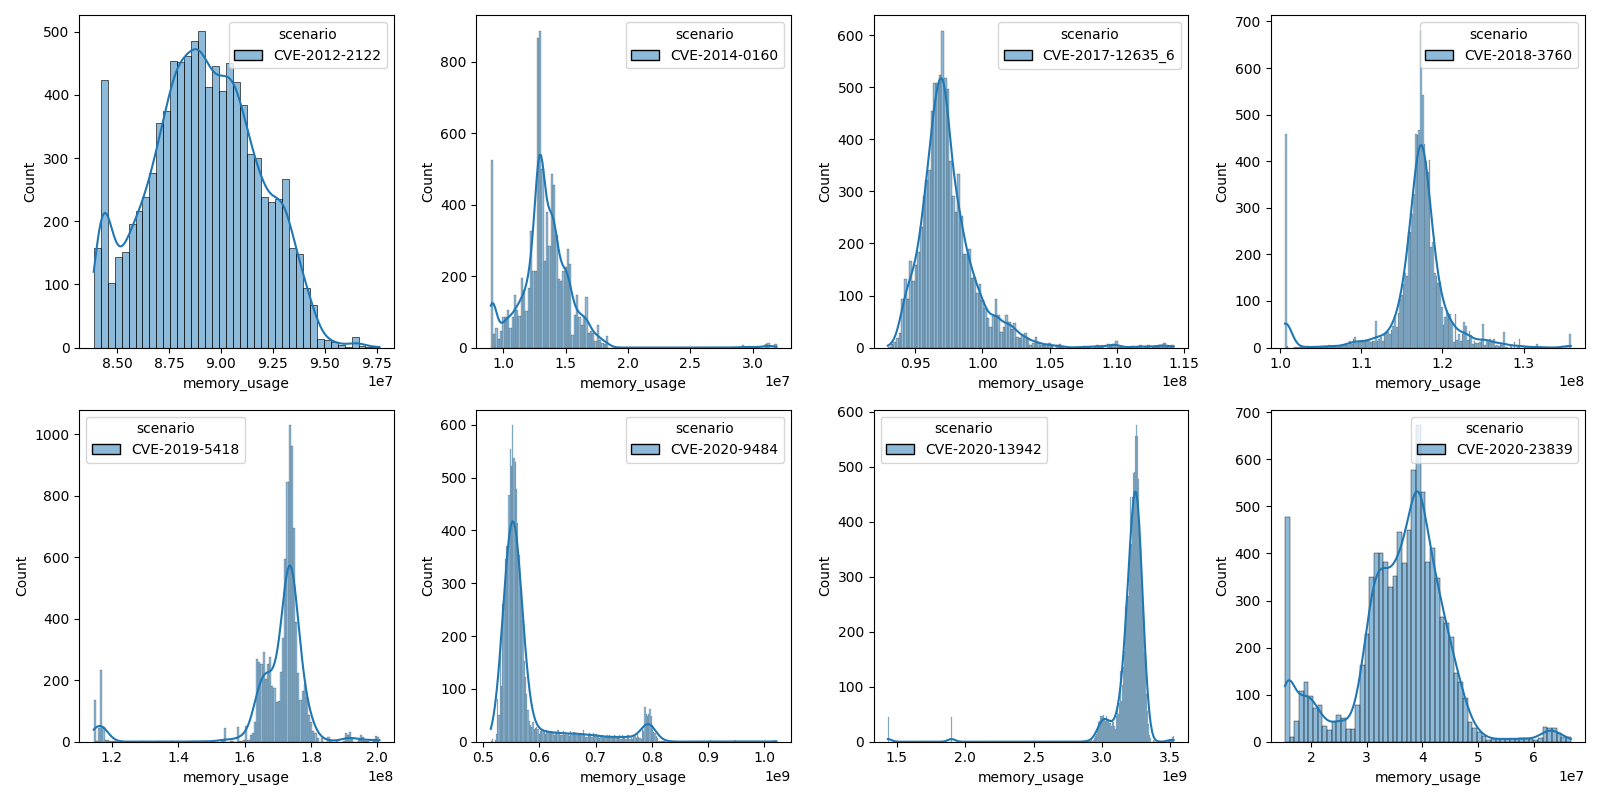 scenario
CVE-2012-2122
500
400
300
200
100
0
Count
8.50 8.75 9.00 9.25 9.50 9.75
memory_usage
1e7
scenario
CVE-2014-0160
800
600
400
200
0
Count
1.0 1.5 2.0 2.5 3.0
memory_usage
1e7
scenario
CVE-2017-12635_6
600
500
400
300
200
100
0
Count
0.95 1.00 1.05 1.10 1.15
memory_usage
1e8
scenario
CVE-2018-3760
700
600
500
400
300
200
100
0
Count
1.0 1.1 1.2 1.3
memory_usage
1e8
scenario
CVE-2019-5418
1000
800
600
400
200
0
Count
1.2 1.4 1.6 1.8 2.0
memory_usage
1e8
scenario
CVE-2020-9484
600
500
400
300
200
100
0
Count
0.5 0.6 0.7 0.8 0.9 1.0
memory_usage
1e9
scenario
CVE-2020-13942
600
500
400
300
200
100
0
Count
1.5 2.0 2.5 3.0 3.5
memory_usage
1e9
scenario
CVE-2020-23839
700
600
500
400
300
200
100
0
Count
2 3 4 5 6
memory_usage
1e7